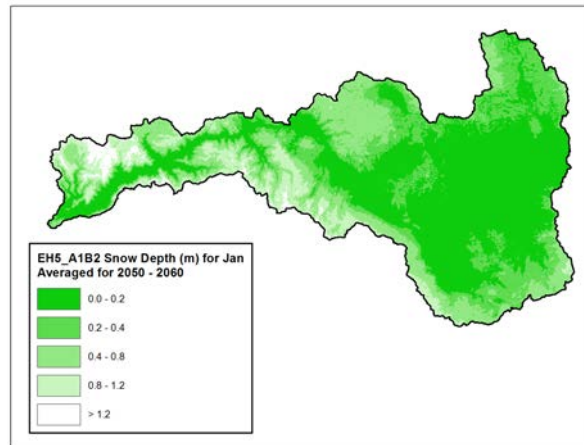 EH5_A1B2 Snow Depth (m) for Jan
Averaged for 2050 - 2060
0.0 - 0.2
0.2 - 0.4
0.4 - 0.8
0.8 - 1.2
> 1.2